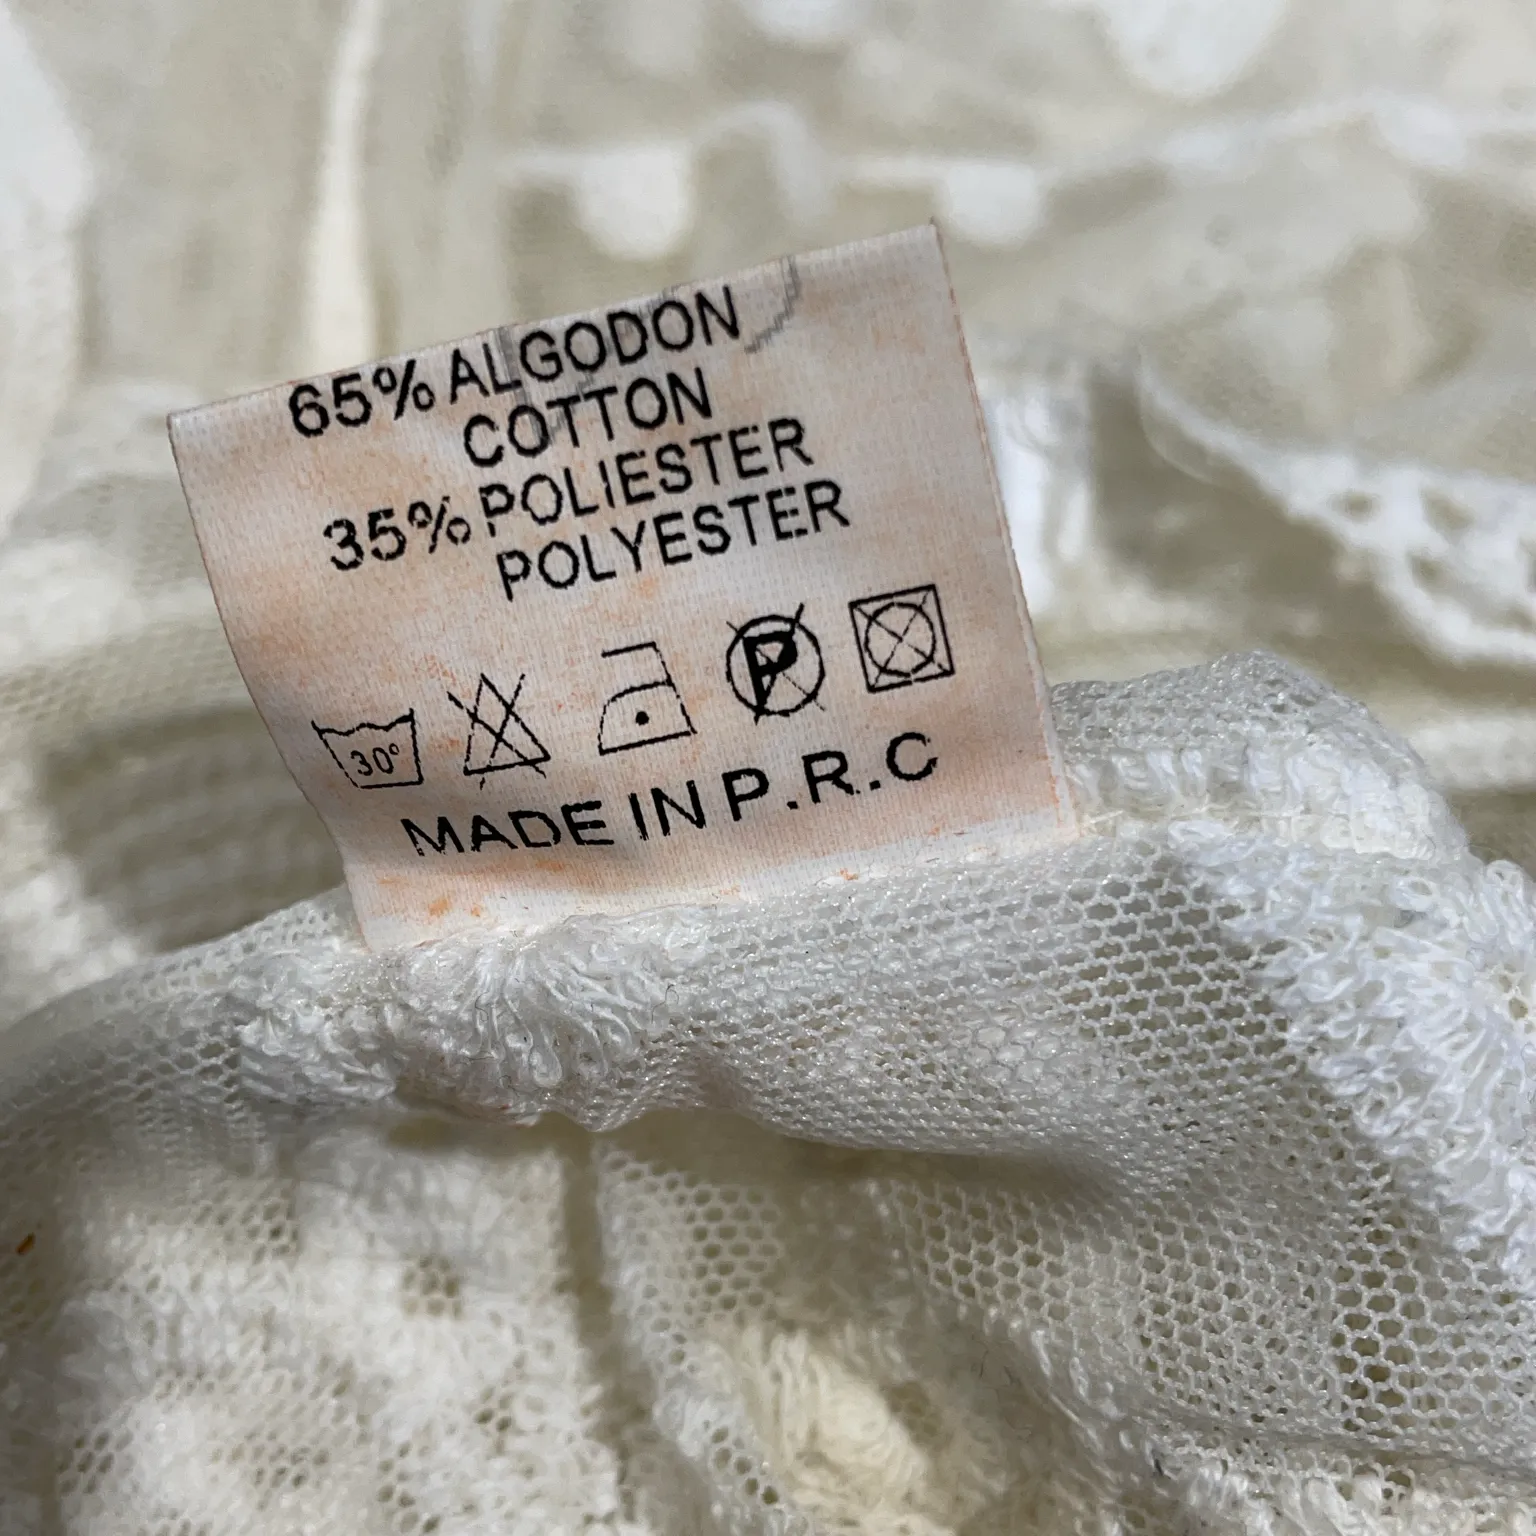 65% ALGODON
COTTON
35% POLIESTER
POLYESTER
30°
P
MADE IN P.R.C